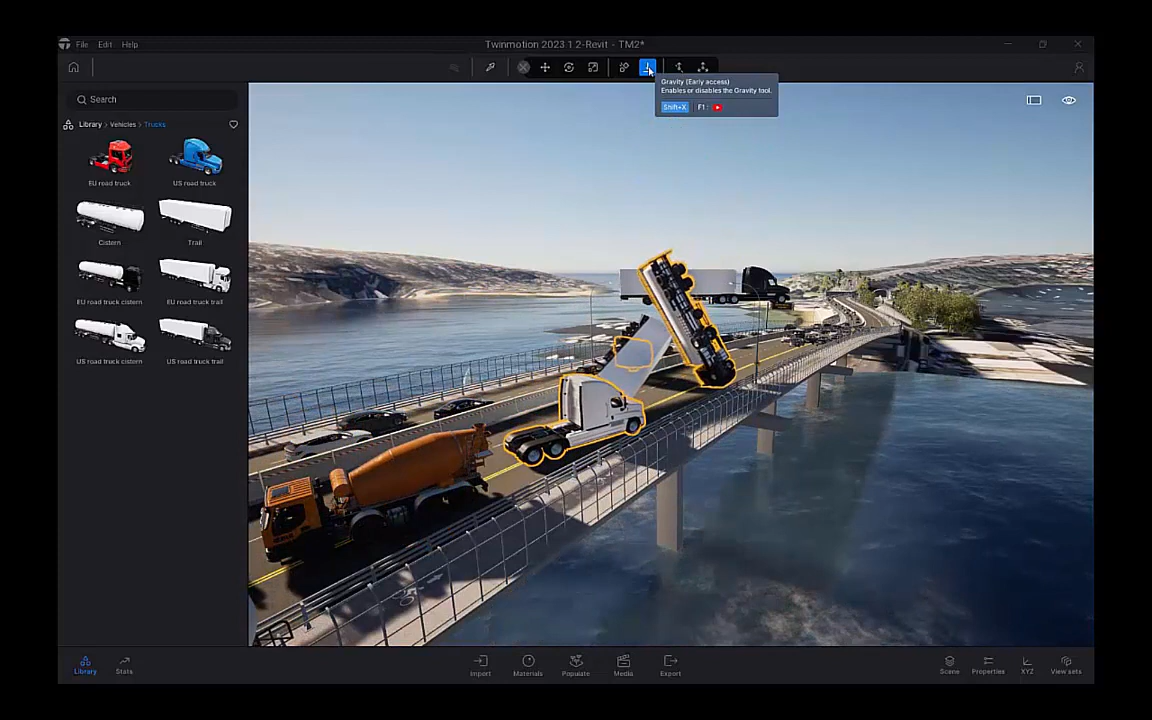 File Edit Help
Twinmotion 2023.1.2-Revit - TM2*
Gravity (Early access)
Enables or disables the Gravity tool.
Shift+X F1 :
Search
Library > Vehicles > Trucks
EU road truck
US road truck
Cistern
Trail
EU road truck cistern
EU road truck trail
US road truck cistern
US road truck trail
Library
Stats
Import
Materials
Populate
Media
Export
Scene
Properties
XYZ
View sets